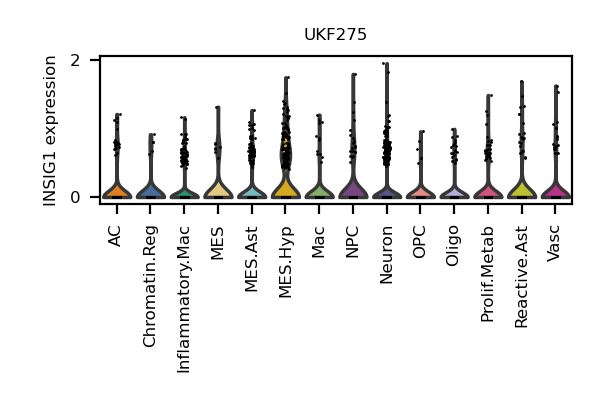 UKF275
INSIG1 expression
2
0
AC
Chromatin.Reg
Inflammatory.Mac
MES
MES.Ast
MES.Hyp
Mac
NPC
Neuron
OPC
Oligo
Prolif.Metab
Reactive.Ast
Vasc